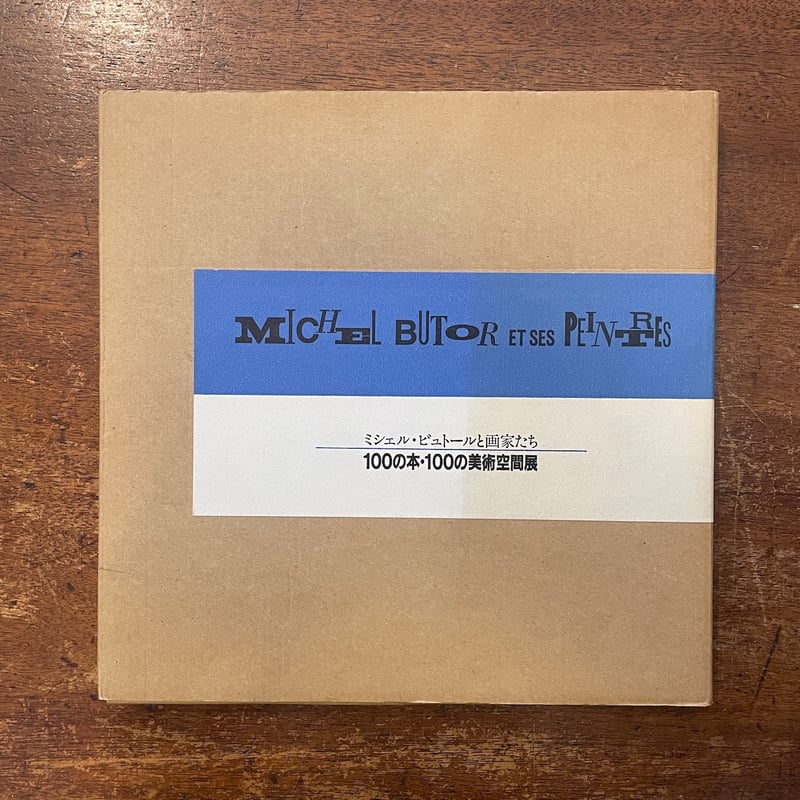 MICHEL BUTOR ET SES PEINTRES
ミシェル・ビュトールと画家たち
100の本・100の美術空間展